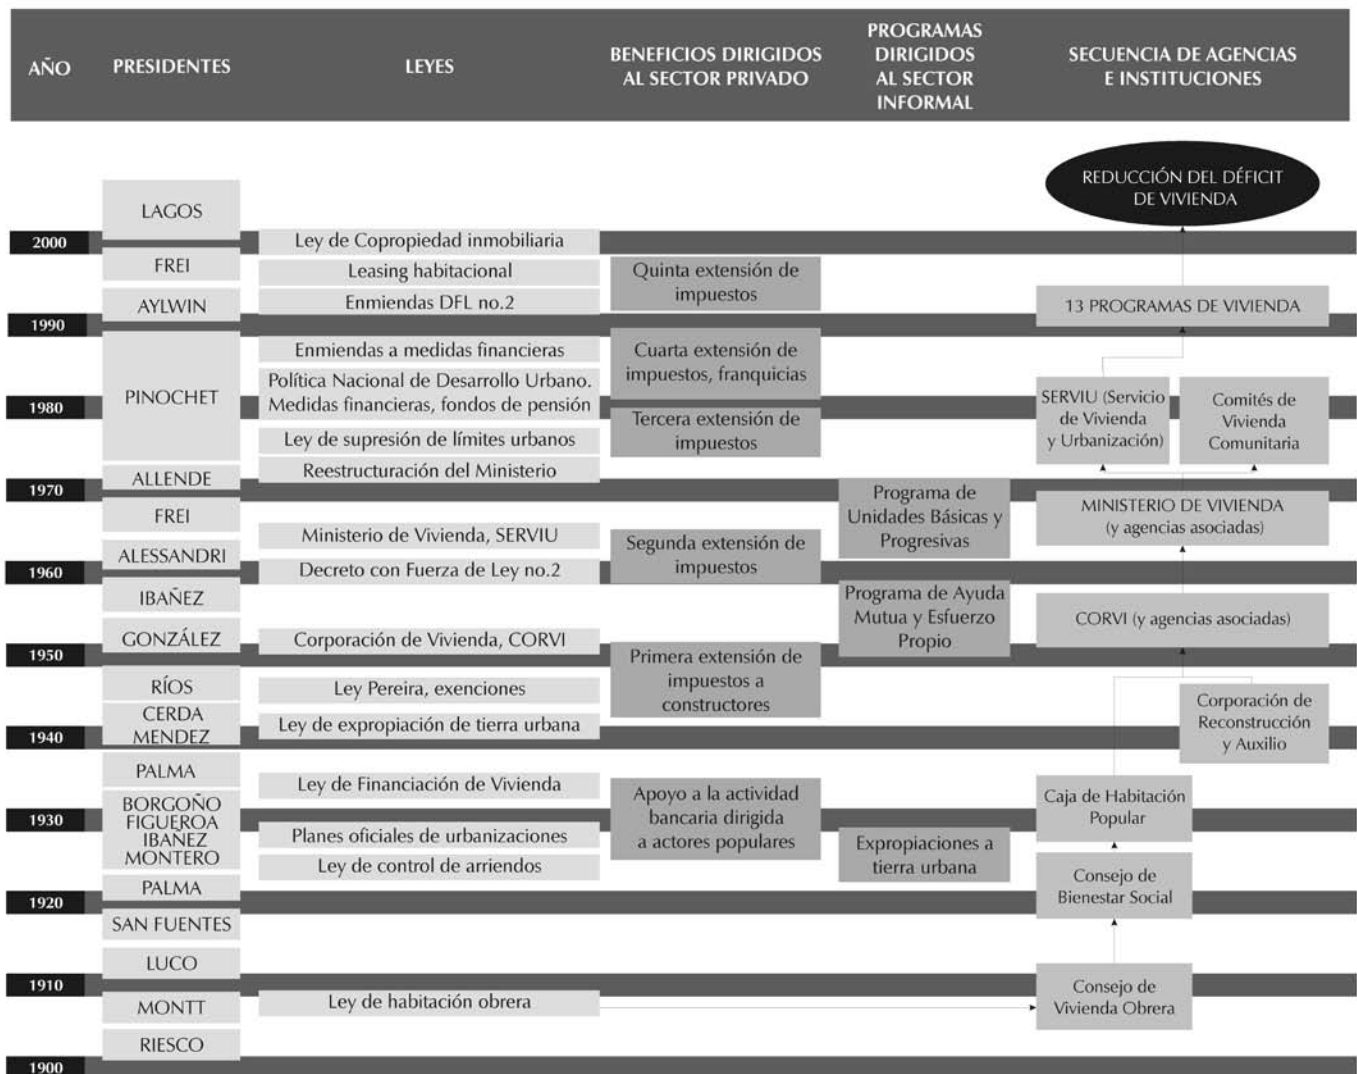 AÑO
PRESIDENTES
LEYES
BENEFICIOS DIRIGIDOS
AL SECTOR PRIVADO
PROGRAMAS
DIRIGIDOS
AL SECTOR
INFORMAL
SECUENCIA DE AGENCIAS
E INSTITUCIONES
REDUCCIÓN DEL DÉFICIT
DE VIVIENDA
LAGOS
2000
Ley de Copropiedad inmobiliaria
FREI
Leasing habitacional
Quinta extensión de
impuestos
AYLWIN
Enmiendas DFL no.2
13 PROGRAMAS DE VIVIENDA
1990
PINOCHET
Enmiendas a medidas financieras
Cuarta extensión de
impuestos, franquicias
Política Nacional de Desarrollo Urbano.
Medidas financieras, fondos de pensión
1980
SERVIU (Servicio
de Vivienda
y Urbanización)
Comités de
Vivienda
Comunitaria
Tercera extensión de
impuestos
Ley de supresión de límites urbanos
ALLENDE
Reestructuración del Ministerio
1970
Programa de
Unidades Básicas y
Progresivas
MINISTERIO DE VIVIENDA
(y agencias asociadas)
FREI
Ministerio de Vivienda, SERVIU
Segunda extensión de
impuestos
ALESSANDRI
1960
Decreto con Fuerza de Ley no.2
IBAÑEZ
Programa de Ayuda
Mutua y Esfuerzo
Propio
CORVI (y agencias asociadas)
GONZÁLEZ
Corporación de Vivienda, CORVI
1950
Primera extensión de
impuestos a
constructores
RÍOS
Ley Pereira, exenciones
Corporación de
Reconstrucción
y Auxilio
CERDA
MENDEZ
Ley de expropiación de tierra urbana
1940
PALMA
Ley de Financiación de Vivienda
Apoyo a la actividad
bancaria dirigida
a actores populares
Caja de Habitación
Popular
BORGOÑO
FIGUEROA
IBAÑEZ
MONTERO
1930
Planes oficiales de urbanizaciones
Expropiaciones a
tierra urbana
Ley de control de arriendos
PALMA
Consejo de
Bienestar Social
1920
SAN FUENTES
LUCO
1910
Consejo de
Vivienda Obrera
MONTT
Ley de habitación obrera
RIESCO
1900